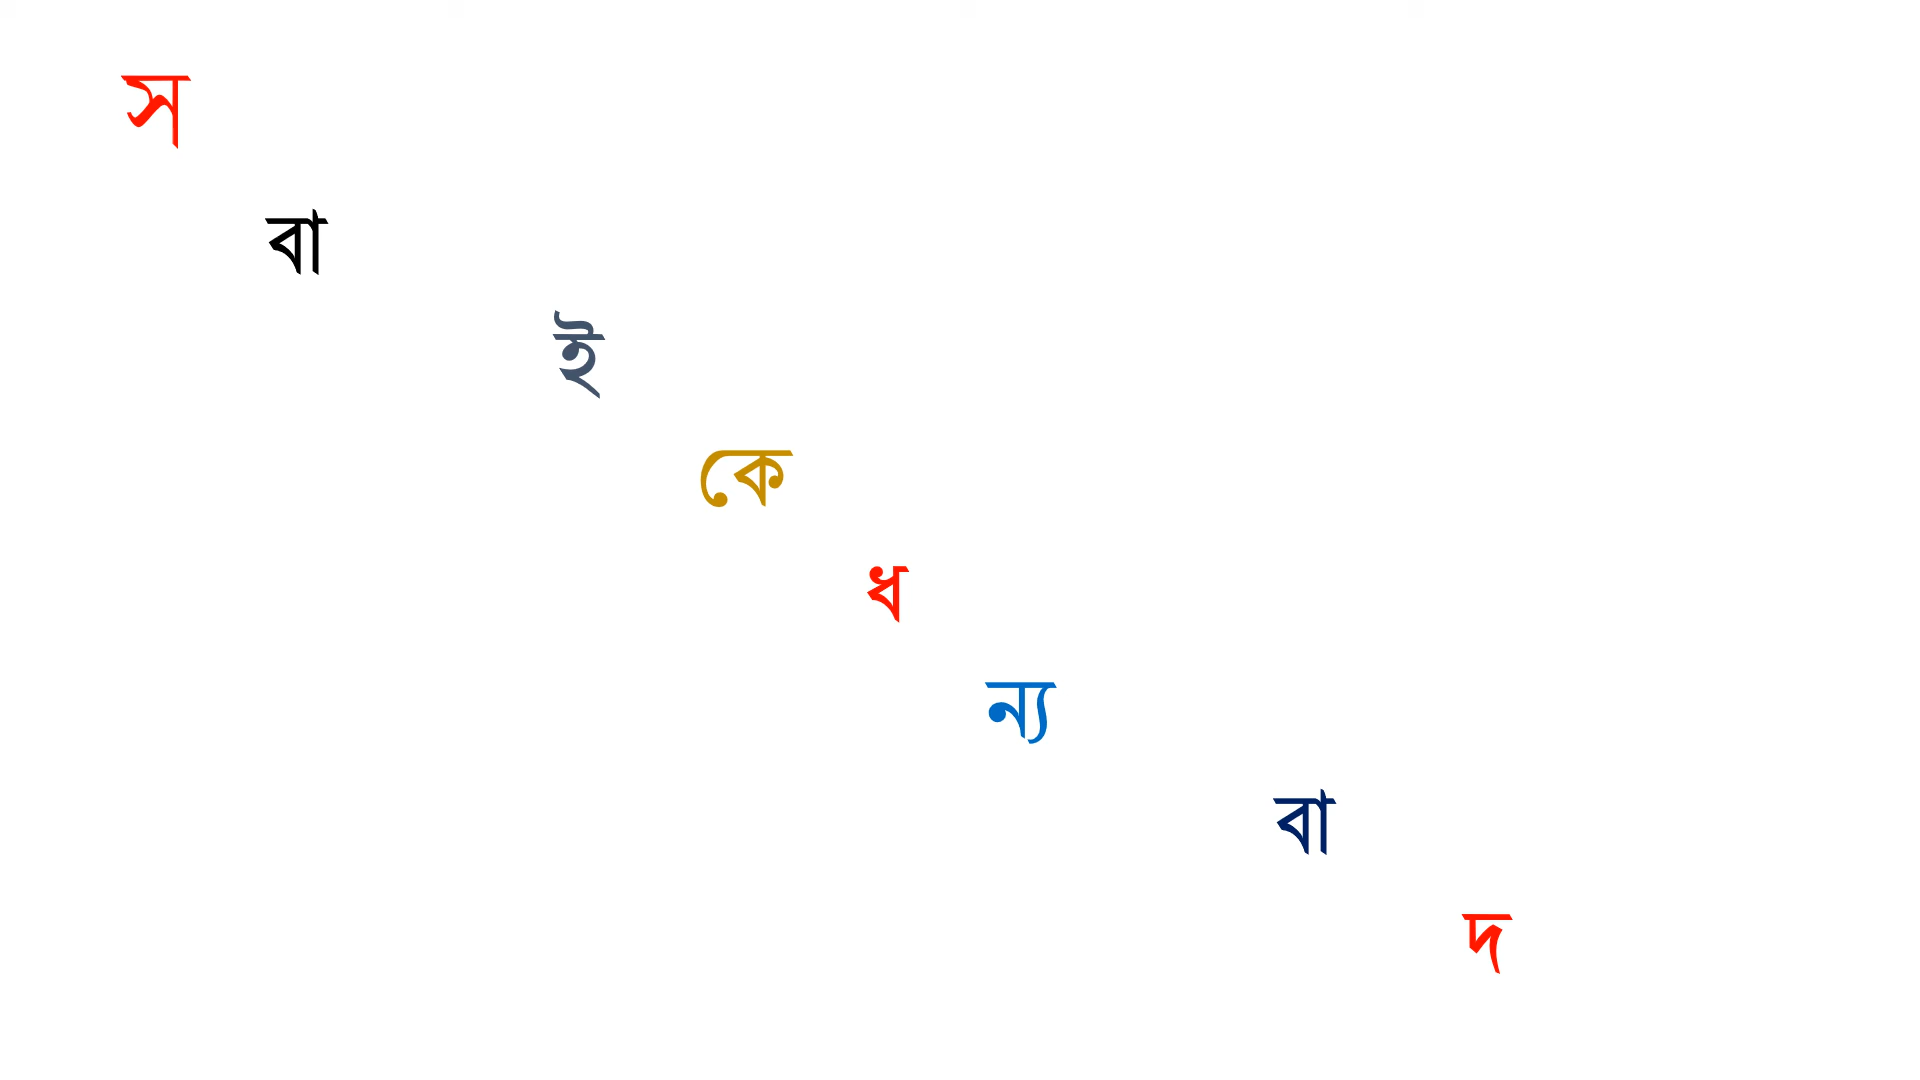 স
বা
ই
কে
ধ
ন্য
বা
দ